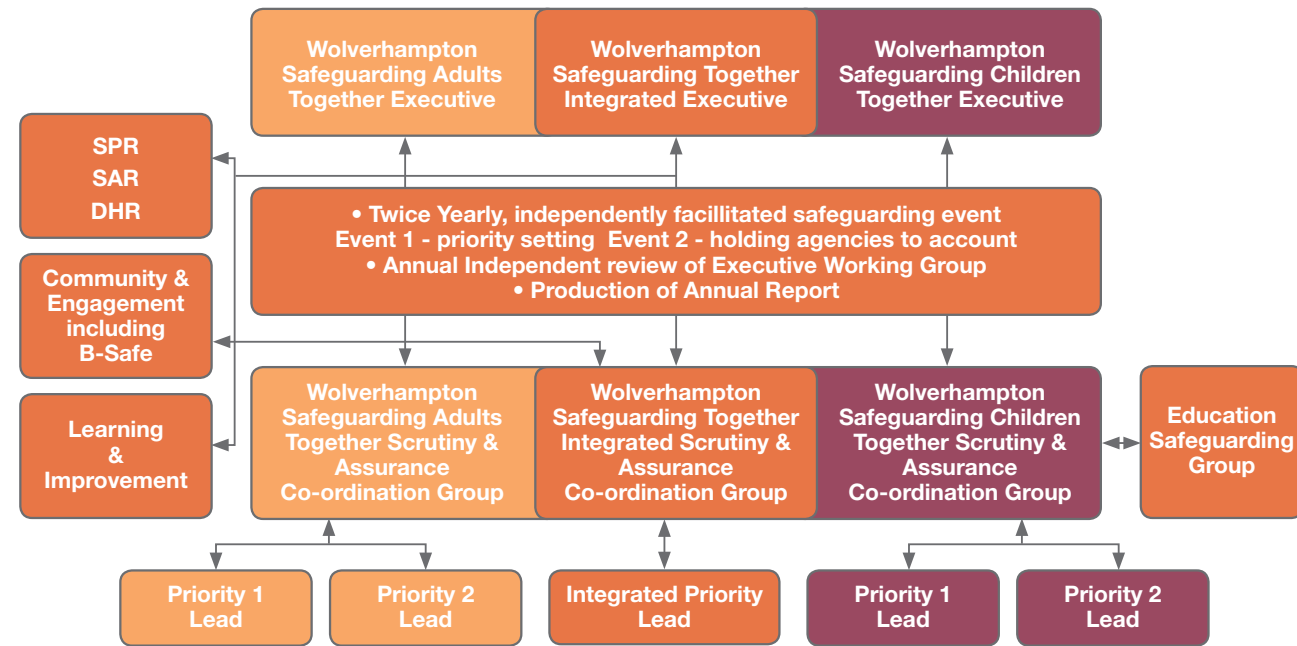 Wolverhampton
Safeguarding Adults
Together Executive
Wolverhampton
Safeguarding Together
Integrated Executive
Wolverhampton
Safeguarding Children
Together Executive
SPR
SAR
DHR
• Twice Yearly, independently facillitated safeguarding event
Event 1 - priority setting Event 2 - holding agencies to account
• Annual Independent review of Executive Working Group
• Production of Annual Report
Community &
Engagement
including
B-Safe
Learning
&
Improvement
Wolverhampton
Safeguarding Adults
Together Scrutiny &
Assurance
Co-ordination Group
Wolverhampton
Safeguarding Together
Integrated Scrutiny &
Assurance
Co-ordination Group
Wolverhampton
Safeguarding Children
Together Scrutiny &
Assurance
Co-ordination Group
Education
Safeguarding
Group
Priority 1
Lead
Priority 2
Lead
Integrated Priority
Lead
Priority 1
Lead
Priority 2
Lead